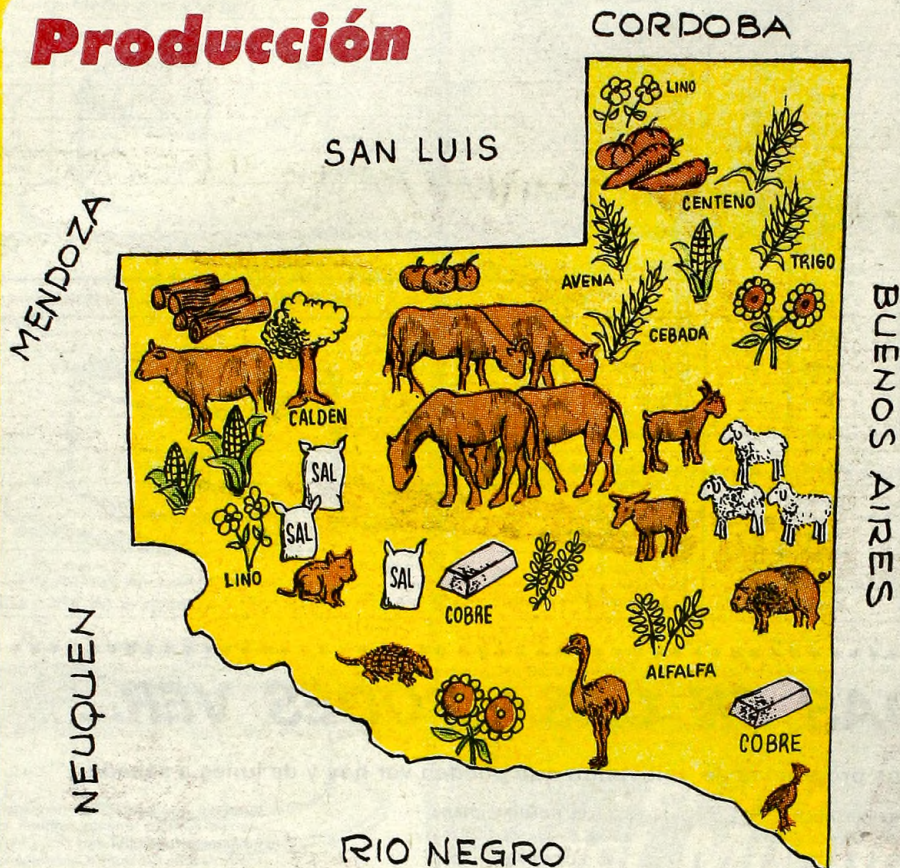 Producción
CORDOBA
SAN LUIS
MENDOZA
LINO
CENTENO
AVENA
TRIGO
CEBADA
BUENOS AIRES
CALDEN
SAL
SAL
LINO
SAL
COBRE
ALFALFA
COBRE
NEUQUEN
RIO NEGRO